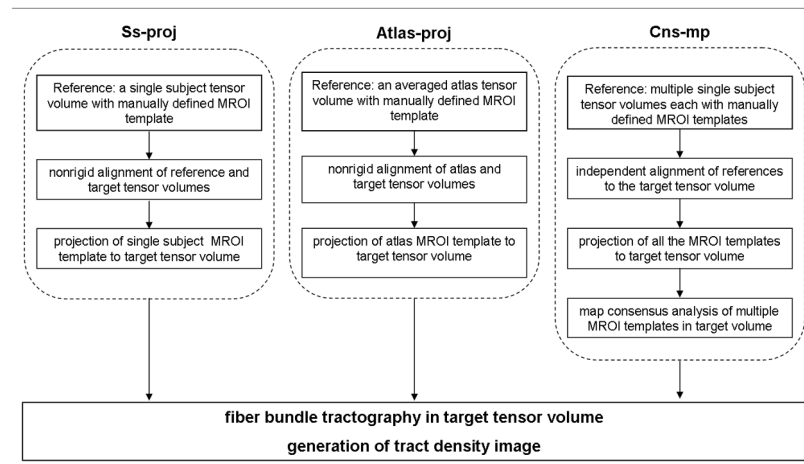 Ss-proj
Reference: a single subject tensor
volume with manually defined MROI
template
nonrigid alignment of reference and
target tensor volumes
projection of single subject MROI
template to target tensor volume
Atlas-proj
Reference: an averaged atlas tensor
volume with manually defined MROI
template
nonrigid alignment of atlas and
target tensor volumes
projection of atlas MROI template to
target tensor volume
Cns-mp
Reference: multiple single subject
tensor volumes each with manually
defined MROI templates
independent alignment of references
to the target tensor volume
projection of all the MROI templates
to target tensor volume
map consensus analysis of multiple
MROI templates in target volume
fiber bundle tractography in target tensor volume
generation of tract density image